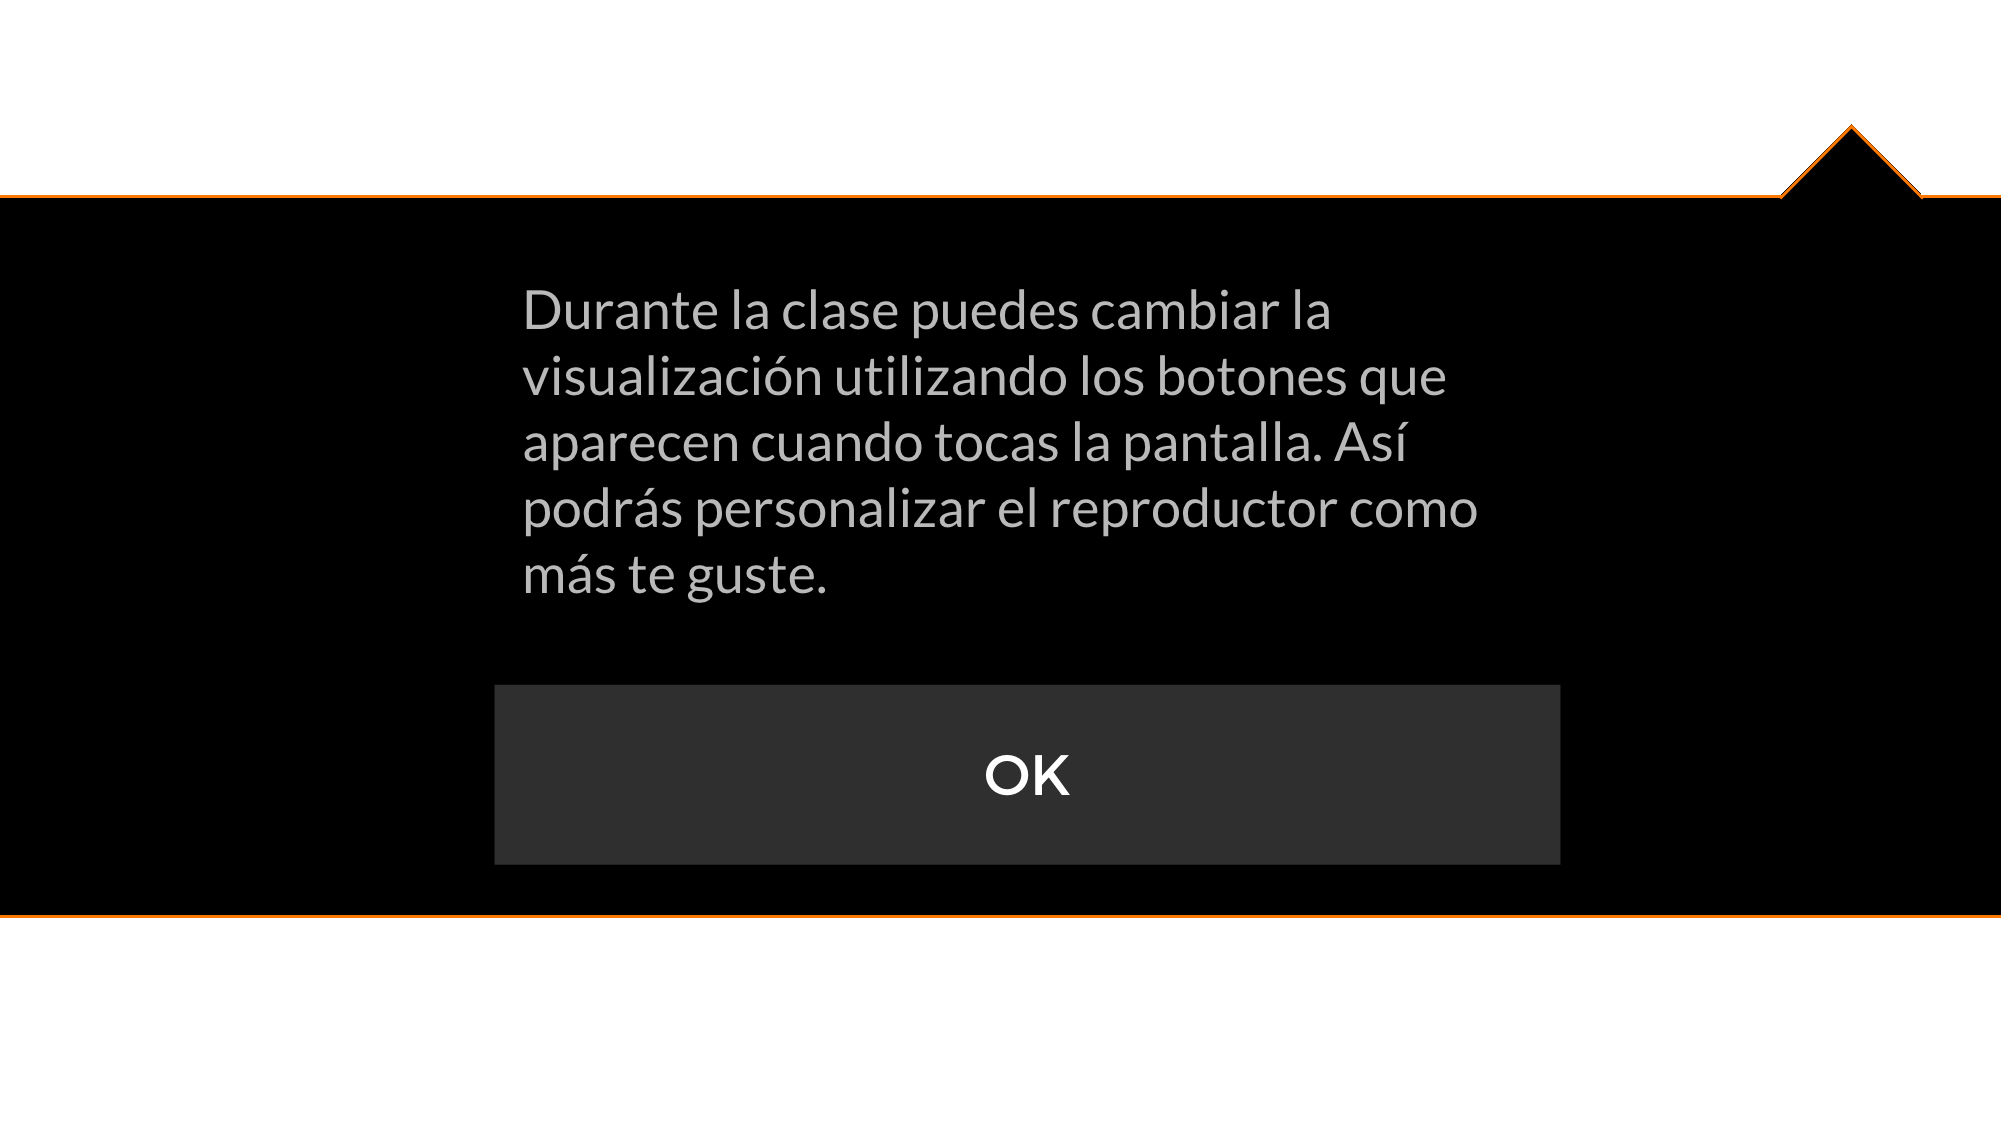 Durante la clase puedes cambiar la
visualización utilizando los botones que
aparecen cuando tocas la pantalla. Así
podrás personalizar el reproductor como
más te guste.
OK